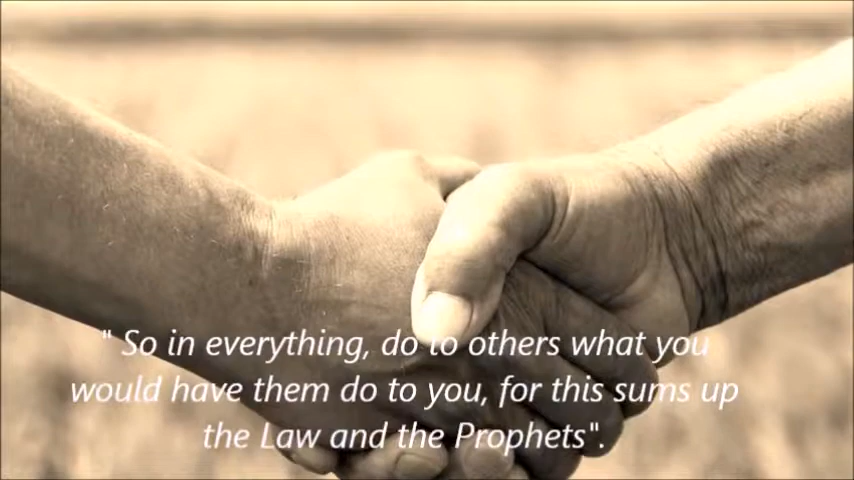 " So in everything, do to others what you
would have them do to you, for this sums up
the Law and the Prophets".